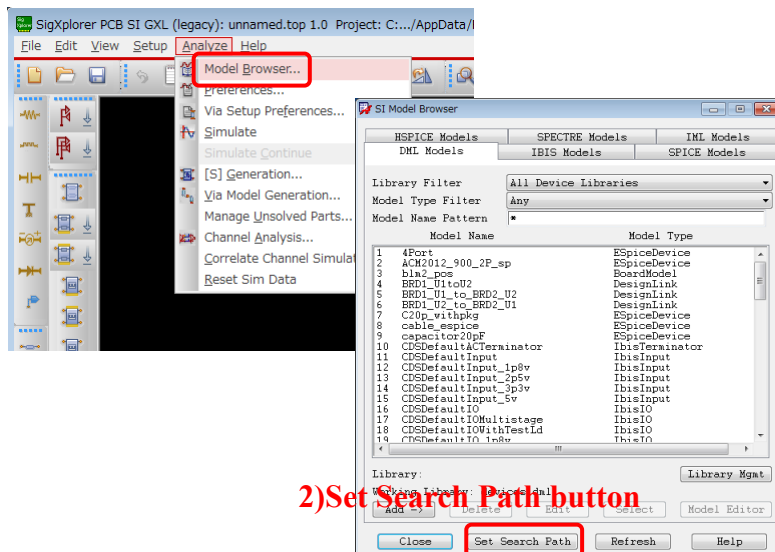 SigXplorer PCB SI GXL (legacy): unnamed.top 1.0 Project: C:.../AppData/
File Edit View Setup Analyze Help
Model Browser...
Preferences...
Via Setup Preferences...
Simulate
Simulate Continue
[S] Generation...
Via Model Generation...
Manage Unsolved Parts...
Channel Analysis...
Correlate Channel Simulat
Reset Sim Data
SI Model Browser
HSPICE Models SPECTRE Models IML Models
DML Models IBIS Models SPICE Models
Library Filter All Device Libraries
Model Type Filter Any
Model Name Pattern *
Model Name Model Type
1 4Port ESpiceDevice
2 ACM2012_900_2P_sp ESpiceDevice
3 blm2_pos BoardModel
4 BRD1_U1toU2 DesignLink
5 BRD1_U1_to_BRD2_U2 DesignLink
6 BRD1_U2_to_BRD2_U1 DesignLink
7 C20p_withpkg ESpiceDevice
8 cable_espice ESpiceDevice
9 capacitor20pF ESpiceDevice
10 CDSDefaultACTerminator IbisTerminator
11 CDSDefaultInput IbisInput
12 CDSDefaultInput_1p8v IbisInput
13 CDSDefaultInput_2p5v IbisInput
14 CDSDefaultInput_3p3v IbisInput
15 CDSDefaultInput_5v IbisInput
16 CDSDefaultIO IbisIO
17 CDSDefaultIOMultistage IbisIO
18 CDSDefaultIOWithTestLd IbisIO
19 CDSDefaultIO_1p8v IbisIO
Library: Library Mgmt
Working Library: devices.dml
2)Set Search Path button
Add -> Delete Edit Select Model Editor
Close Set Search Path Refresh Help